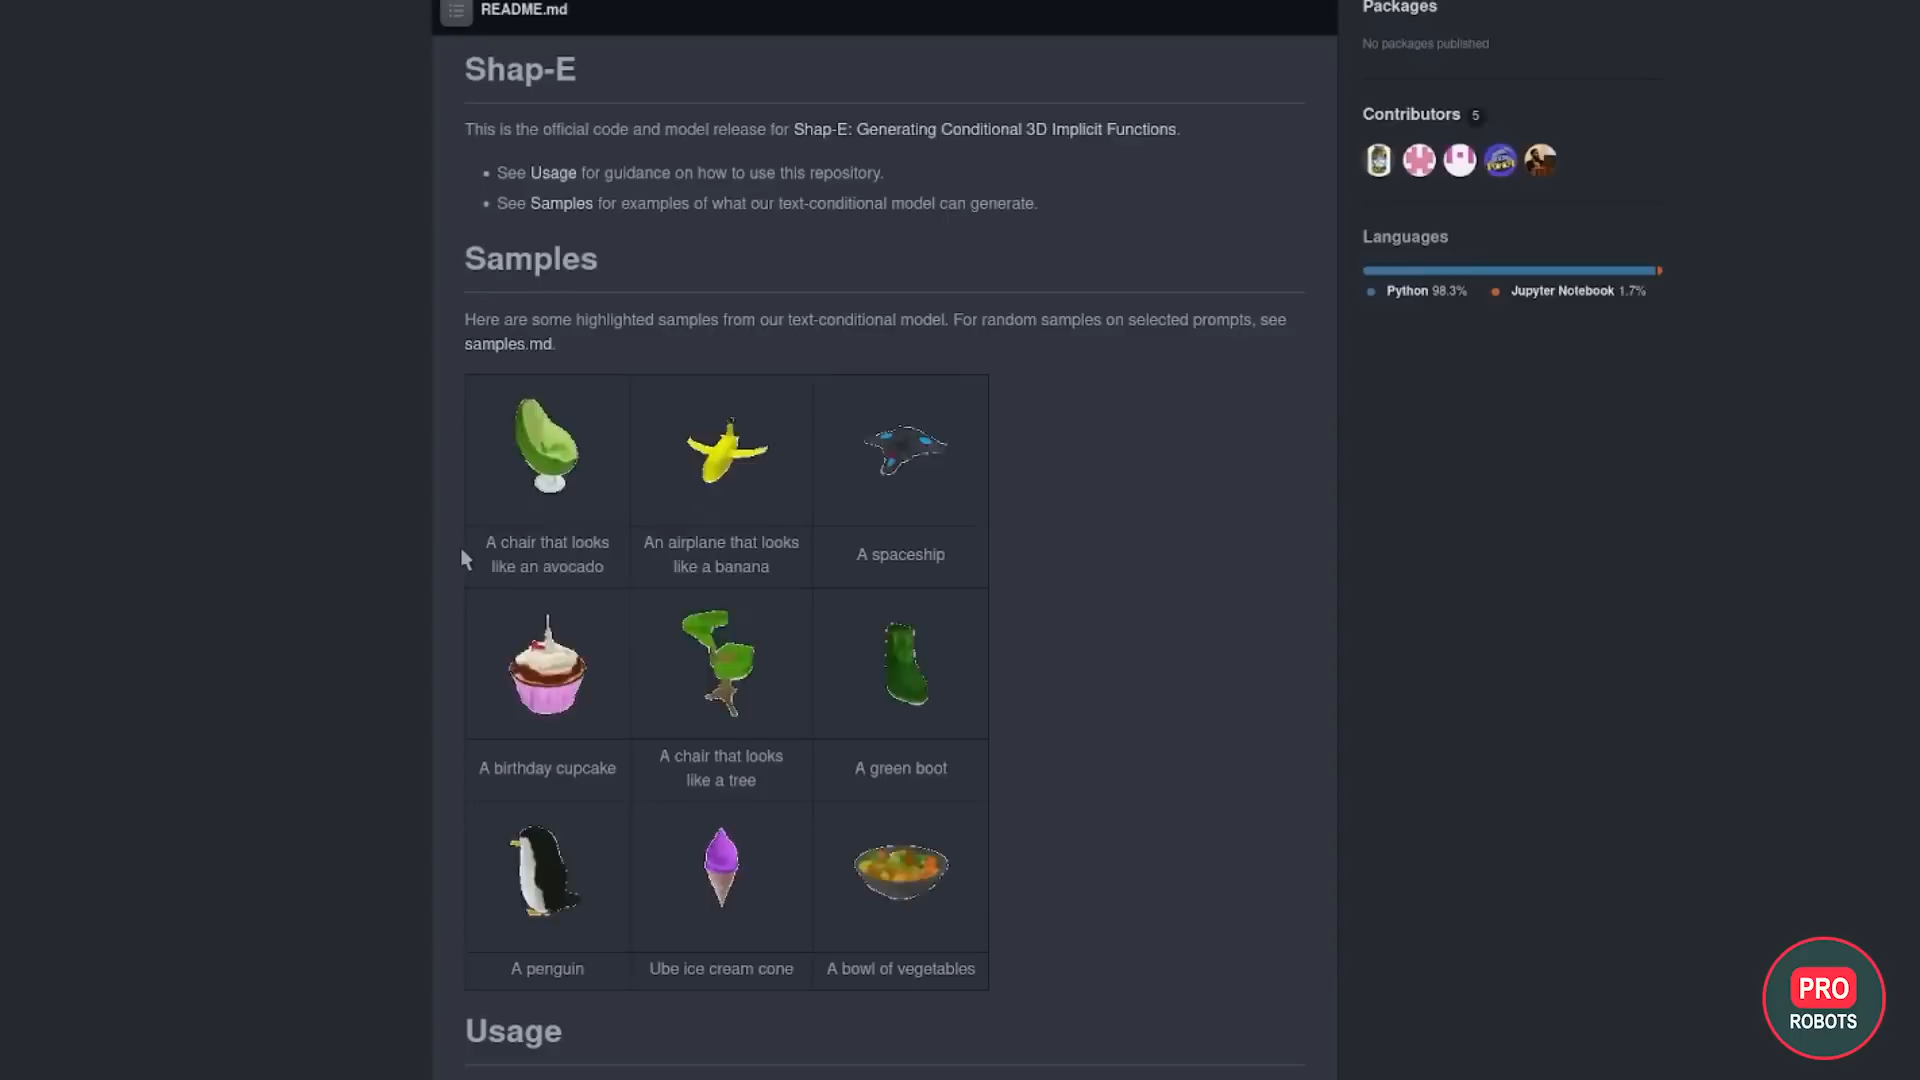 README.md
Shap-E
This is the official code and model release for Shap-E: Generating Conditional 3D Implicit Functions.
See Usage for guidance on how to use this repository.
See Samples for examples of what our text-conditional model can generate.
Samples
Here are some highlighted samples from our text-conditional model. For random samples on selected prompts, see
samples.md.
A chair that looks
like an avocado
An airplane that looks
like a banana
A spaceship
A birthday cupcake
A chair that looks
like a tree
A green boot
A penguin
Ube ice cream cone
A bowl of vegetables
Usage
Packages
No packages published
Contributors 5
Languages
Python 98.3%
Jupyter Notebook 1.7%
PRO
ROBOTS